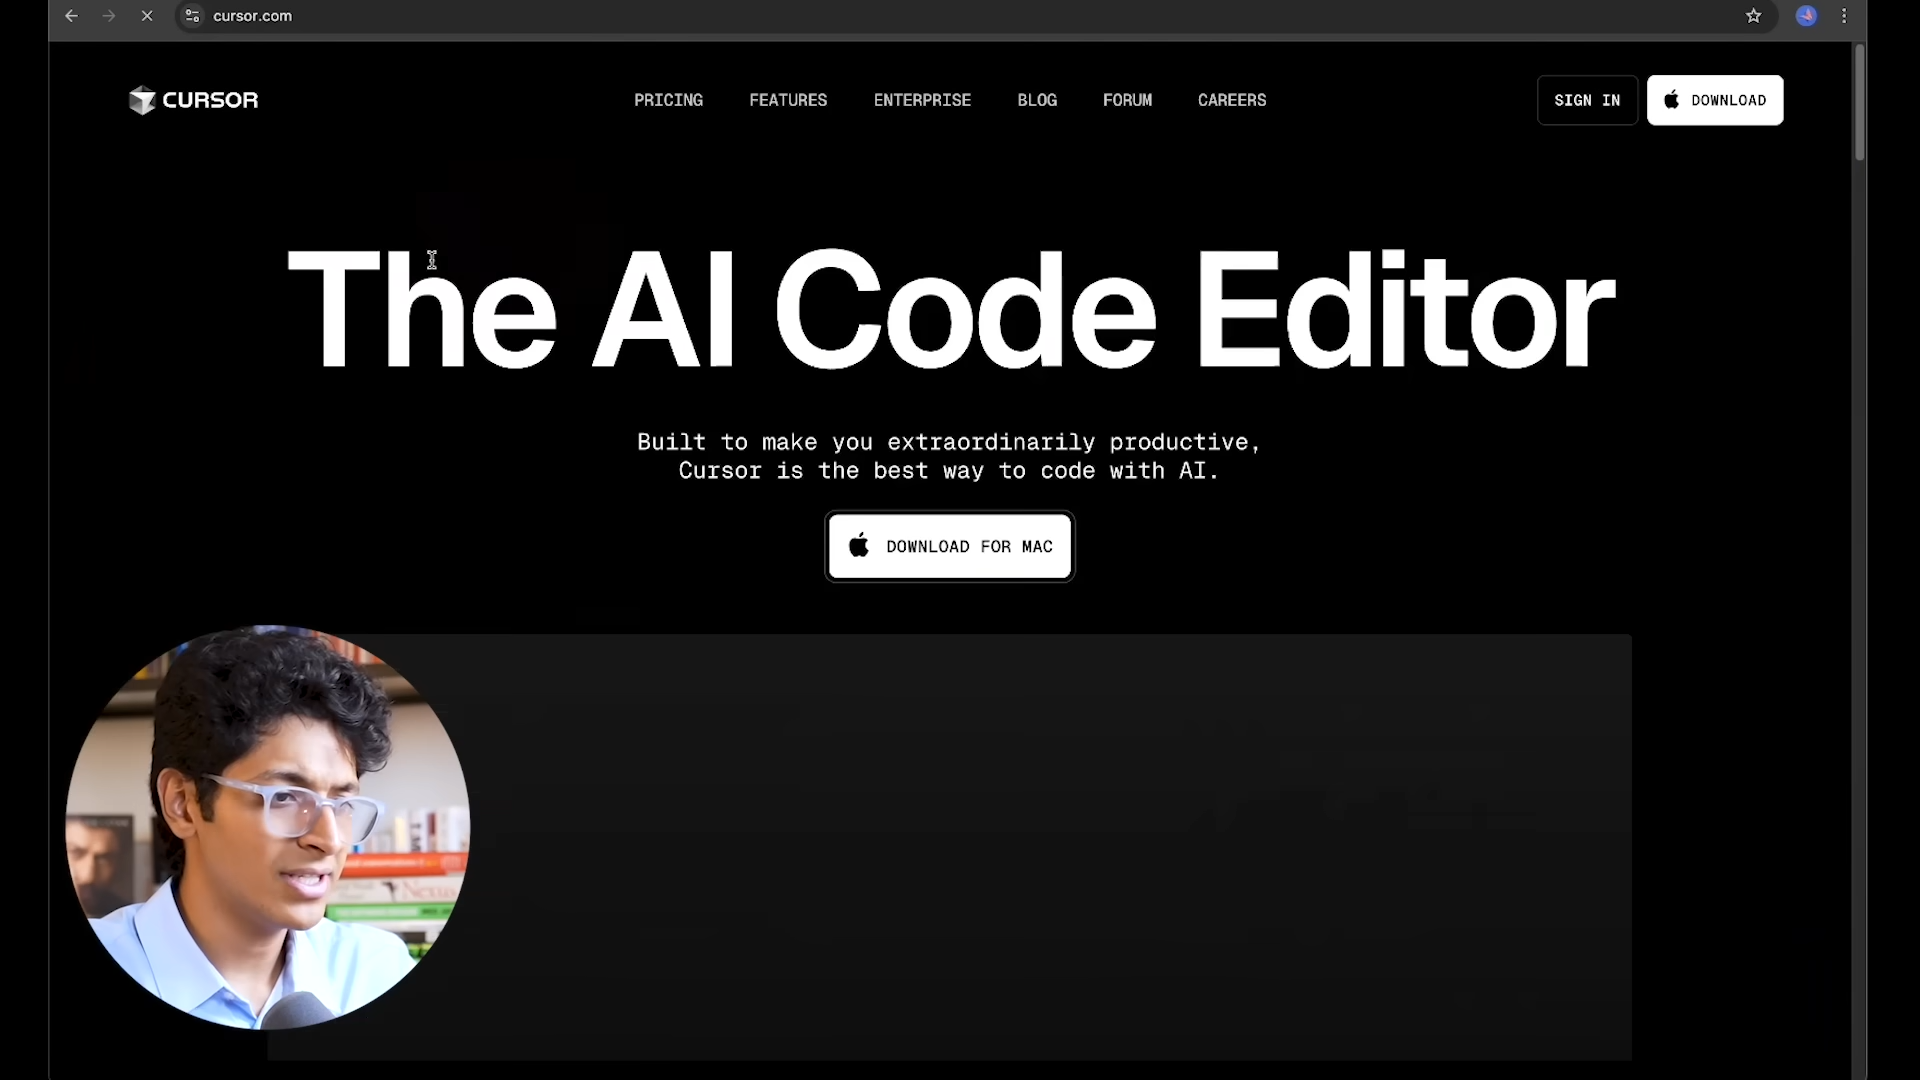 cursor.com
CURSOR
PRICING FEATURES ENTERPRISE BLOG FORUM CAREERS
SIGN IN
DOWNLOAD
The AI Code Editor
Built to make you extraordinarily productive,
Cursor is the best way to code with AI.
DOWNLOAD FOR MAC
Nexus